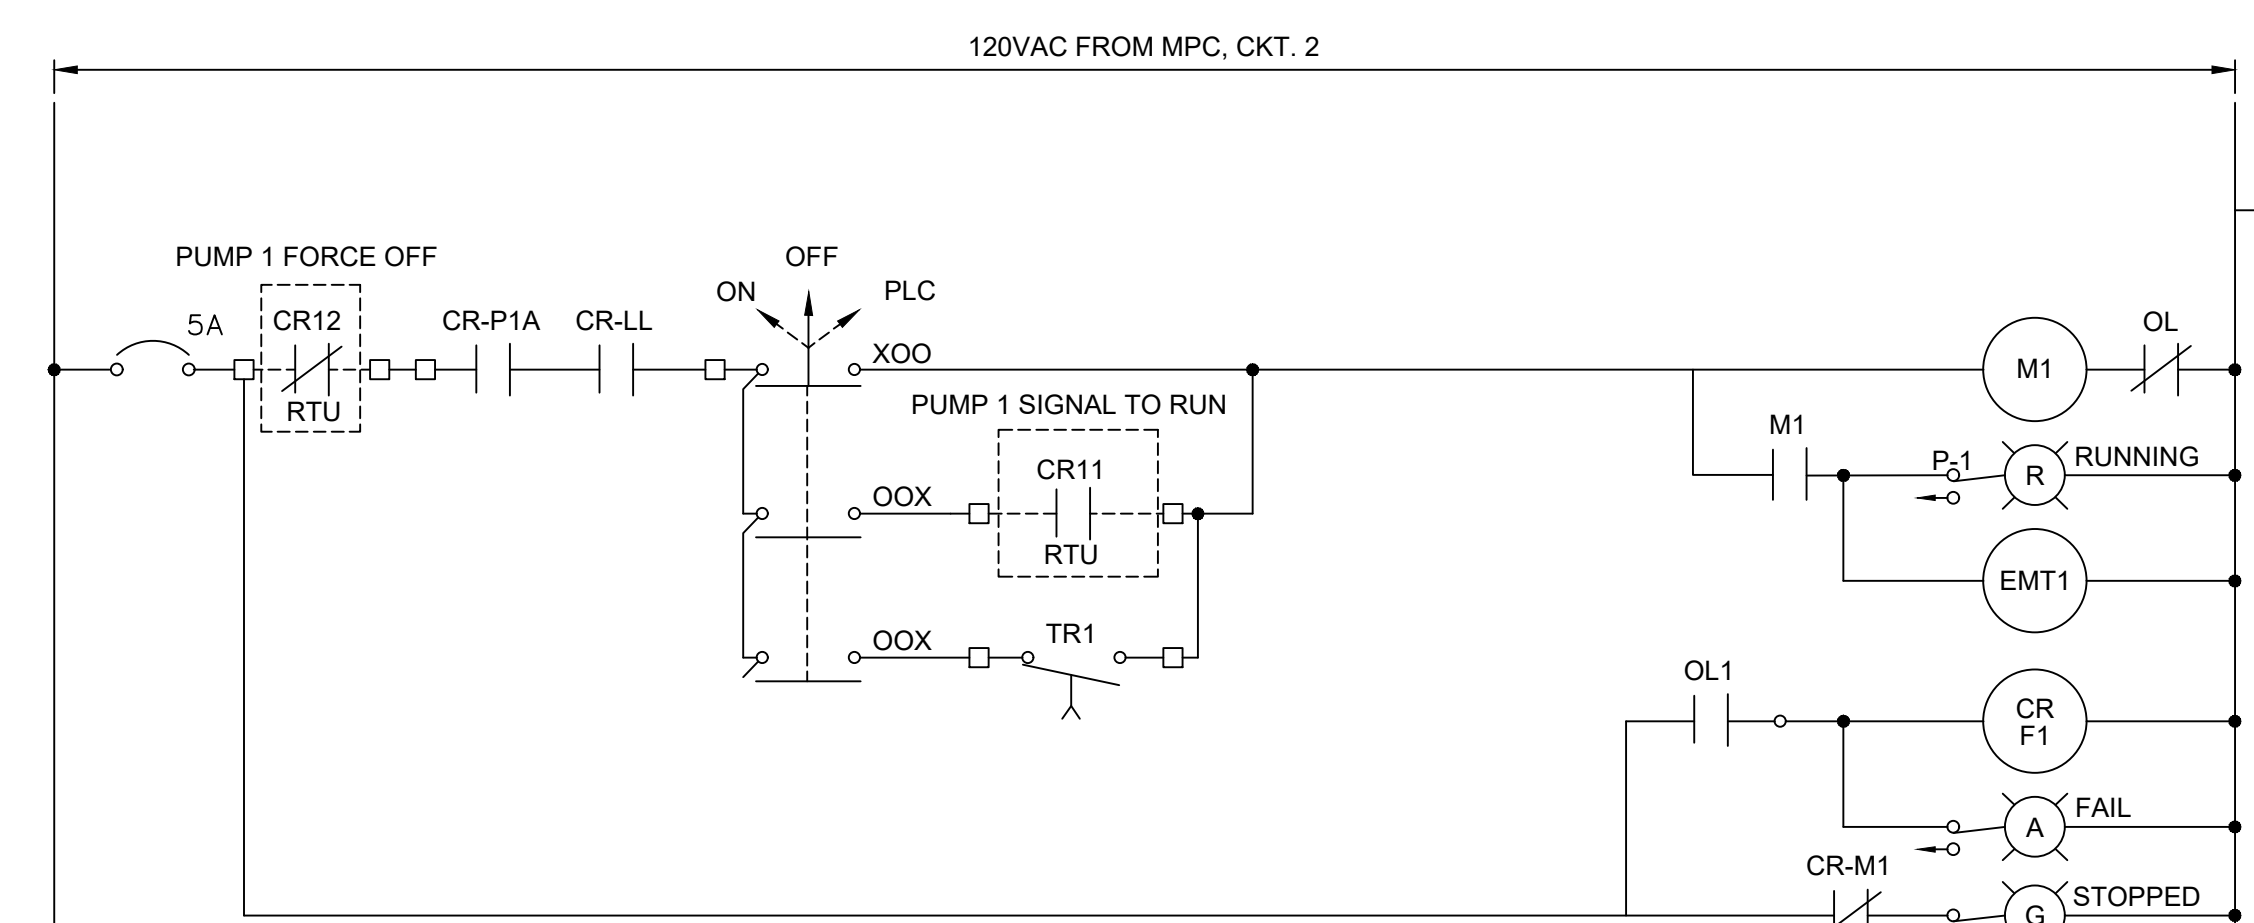 120VAC FROM MPC, CKT. 2
PUMP 1 FORCE OFF
OFF
ON
PLC
5A
CR12
CR-P1A
CR-LL
OL
XOO
M1
RTU
PUMP 1 SIGNAL TO RUN
M1
P-1
R
RUNNING
CR11
OOX
RTU
EMT1
OOX
TR1
OL1
CR
F1
A
FAIL
CR-M1
G
STOPPED